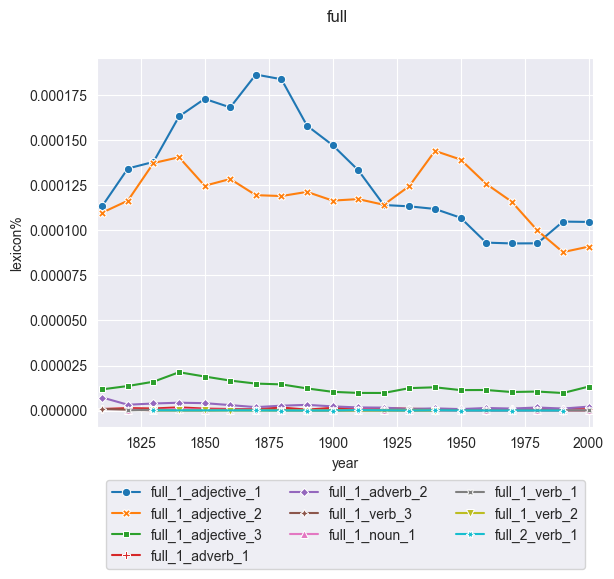 full
0.000175
0.000150
0.000125
0.000100
0.000075
0.000050
0.000025
0.000000
lexicon%
1825 1850 1875 1900 1925 1950 1975 2000
year
full_1_adjective_1 full_1_adverb_2 full_1_verb_1
full_1_adjective_2 full_1_verb_3 full_1_verb_2
full_1_adjective_3 full_1_noun_1 full_2_verb_1
full_1_adverb_1